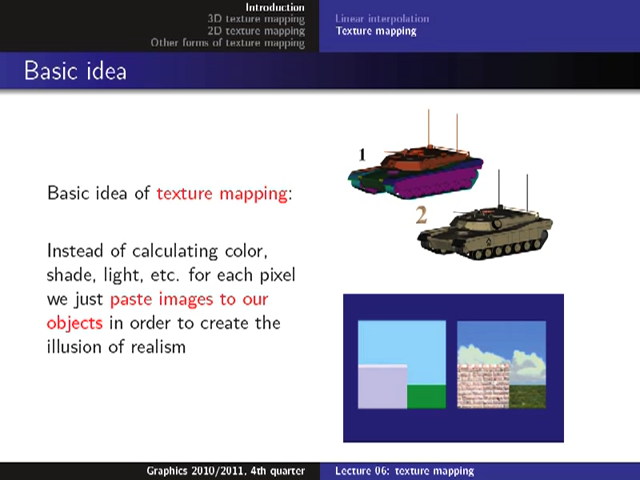 Introduction
3D texture mapping
2D texture mapping
Other forms of texture mapping
Linear interpolation
Texture mapping
Basic idea
Basic idea of texture mapping:
Instead of calculating color,
shade, light, etc. for each pixel
we just paste images to our
objects in order to create the
illusion of realism
1
2
Graphics 2010/2011, 4th quarter
Lecture 06: texture mapping